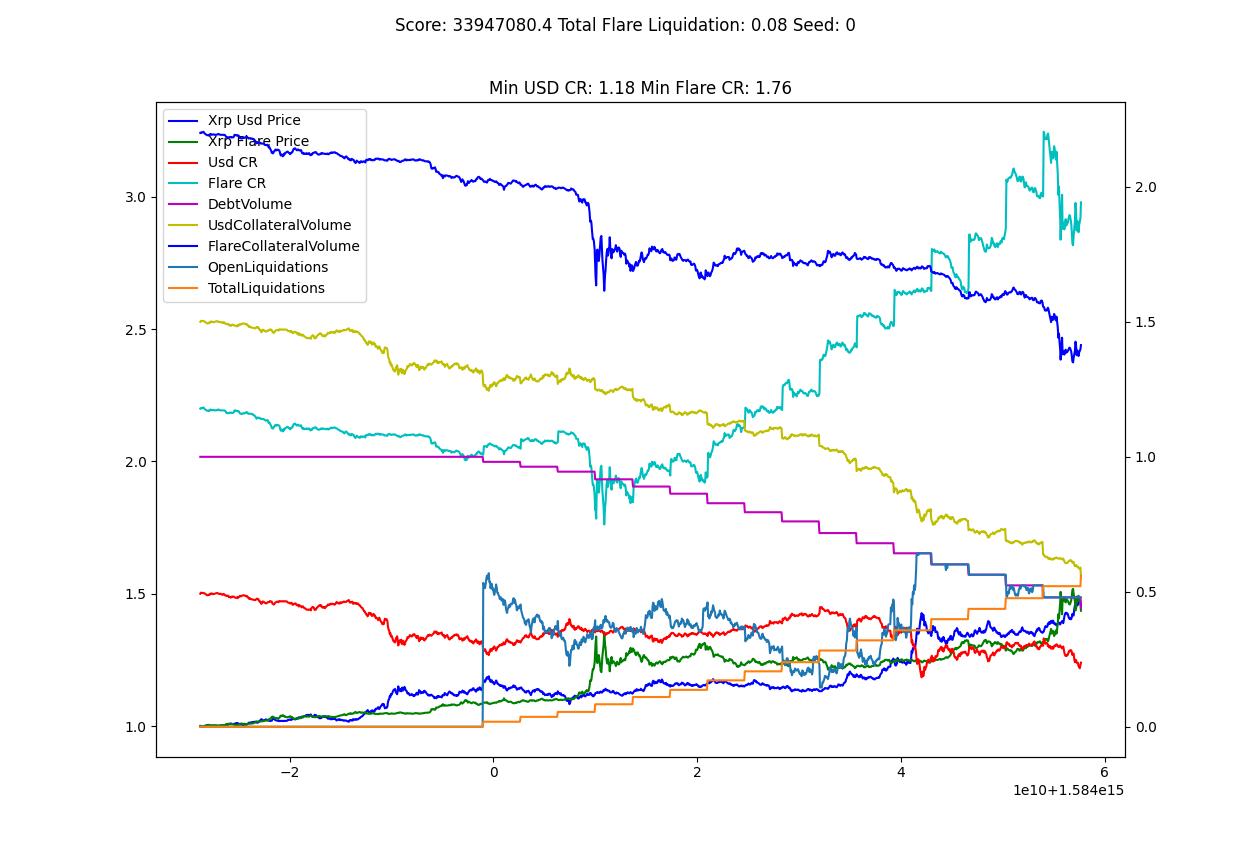 Score: 33947080.4 Total Flare Liquidation: 0.08 Seed: 0
Min USD CR: 1.18 Min Flare CR: 1.76
Xrp Usd Price
Xrp Flare Price
Usd CR
Flare CR
DebtVolume
UsdCollateralVolume
FlareCollateralVolume
OpenLiquidations
TotalLiquidations
3.0
2.5
2.0
1.5
1.0
2.0
1.5
1.0
0.5
0.0
−2
0
2
4
6
1e10+1.584e15